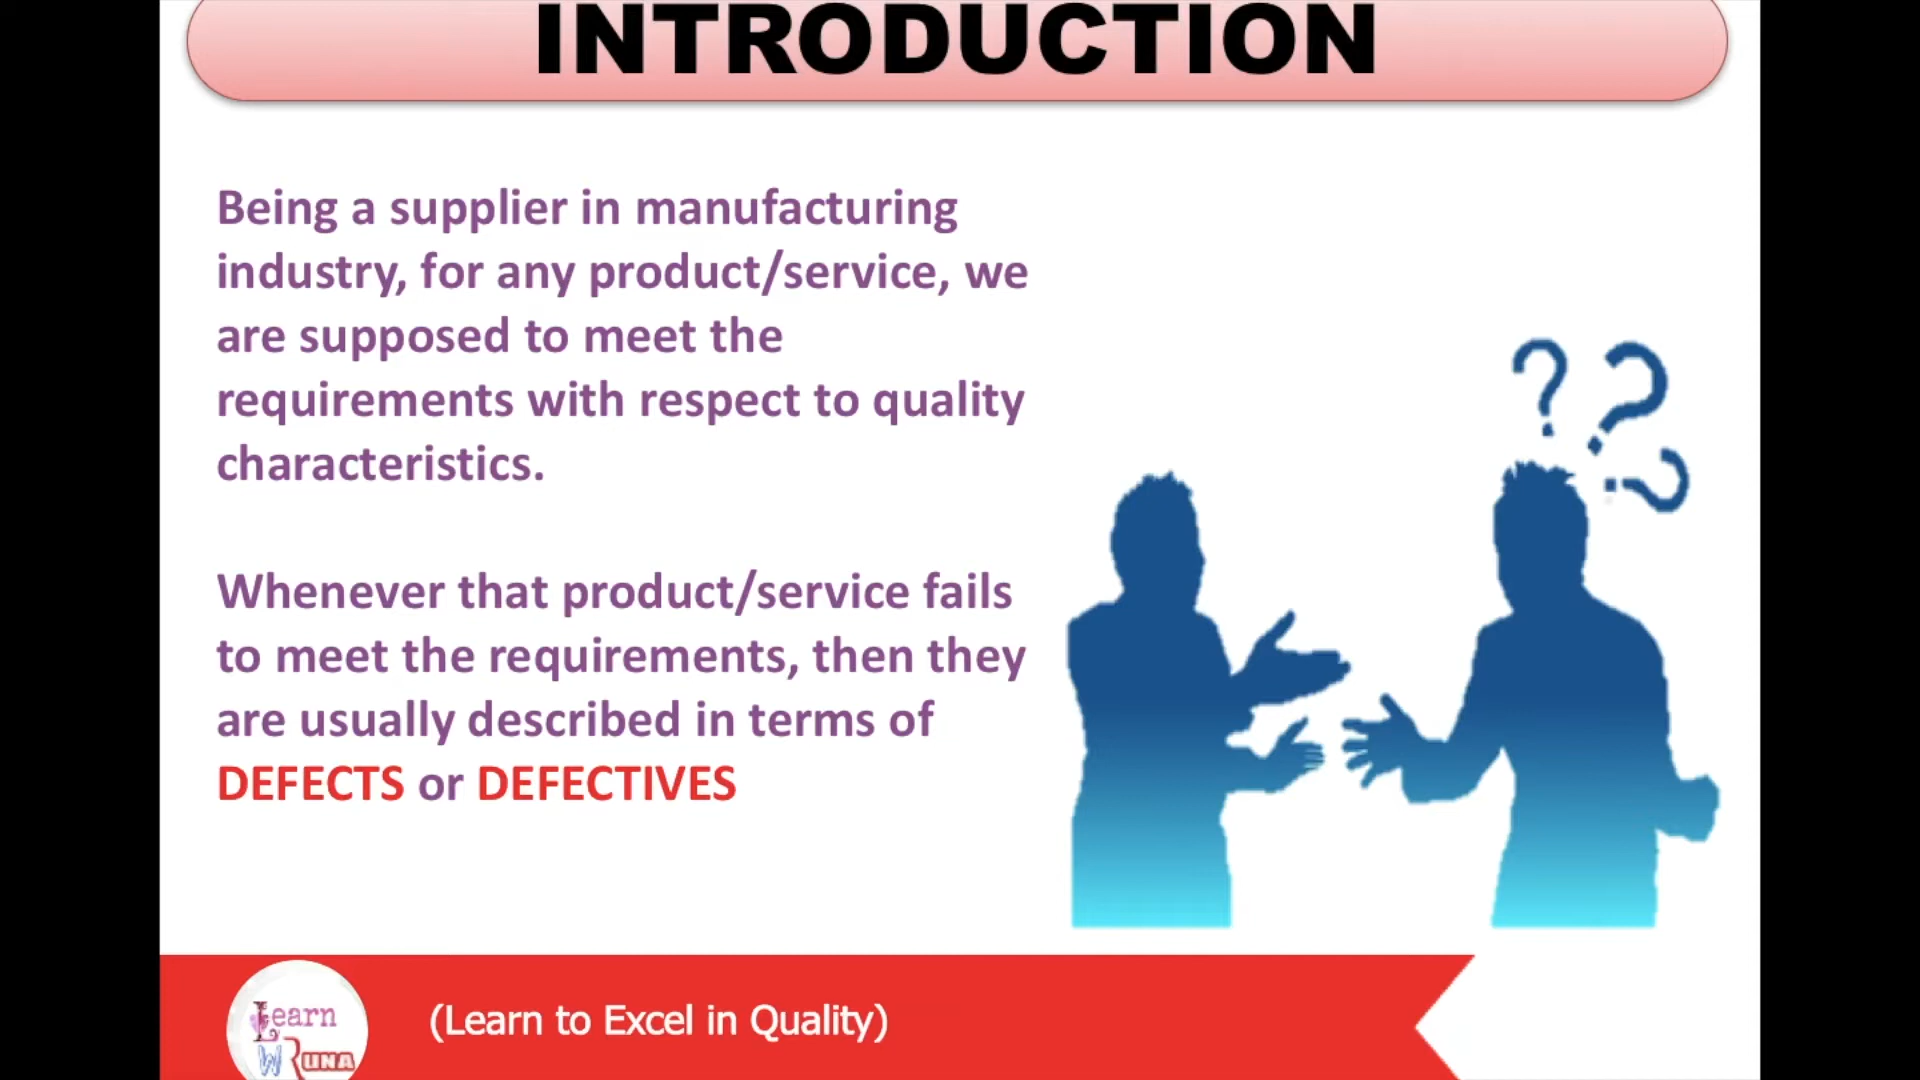 INTRODUCTION
Being a supplier in manufacturing
industry, for any product/service, we
are supposed to meet the
requirements with respect to quality
characteristics.
Whenever that product/service fails
to meet the requirements, then they
are usually described in terms of
DEFECTS or DEFECTIVES
? ? ?
Learn
W RUNA
(Learn to Excel in Quality)